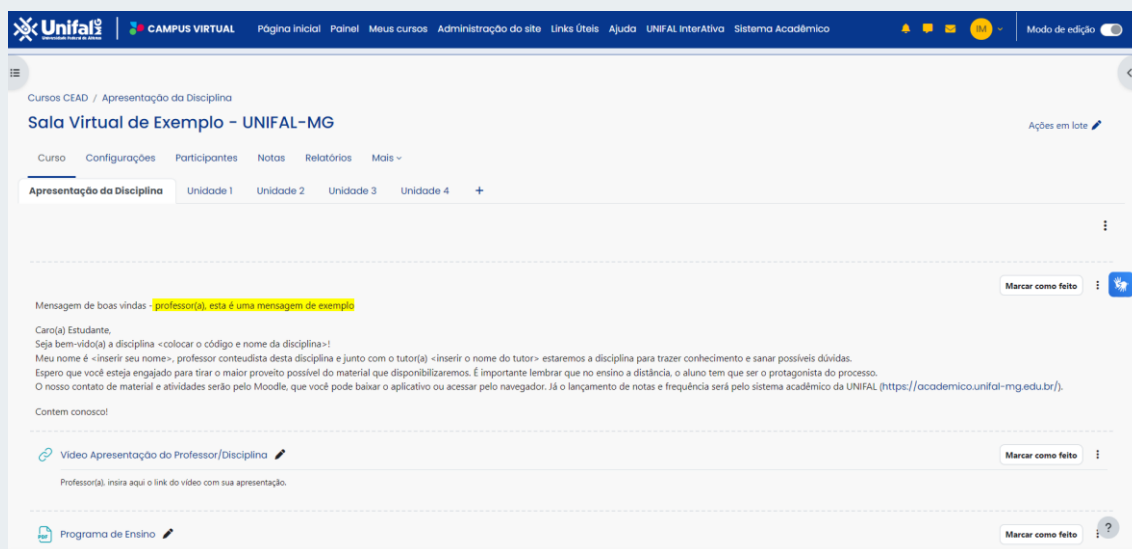 Unifal
Universidade Federal de Alfenas
CAMPUS VIRTUAL
Página inicial Painel Meus cursos Administração do site Links Úteis Ajuda UNIFAL InterAtiva Sistema Acadêmico
IM
Modo de edição
Cursos CEAD / Apresentação da Disciplina
Sala Virtual de Exemplo - UNIFAL-MG
Ações em lote
Curso Configurações Participantes Notas Relatórios Mais
Apresentação da Disciplina Unidade 1 Unidade 2 Unidade 3 Unidade 4 +
Marcar como feito
Mensagem de boas vindas - professor(a), esta é uma mensagem de exemplo
Caro(a) Estudante,
Seja bem-vido(a) a disciplina <colocar o código e nome da disciplina>!
Meu nome é <inserir seu nome>, professor conteudista desta disciplina e junto com o tutor(a) <inserir o nome do tutor> estaremos a disciplina para trazer conhecimento e sanar possíveis dúvidas.
Espero que você esteja engajado para tirar o maior proveito possível do material que disponibilizaremos. É importante lembrar que no ensino a distância, o aluno tem que ser o protagonista do processo.
O nosso contato de material e atividades serão pelo Moodle, que você pode baixar o aplicativo ou acessar pelo navegador. Já o lançamento de notas e frequência será pelo sistema acadêmico da UNIFAL (https://academico.unifal-mg.edu.br/).
Contem conosco!
Vídeo Apresentação do Professor/Disciplina
Marcar como feito
Professor(a), insira aqui o link do vídeo com sua apresentação.
PDF
Programa de Ensino
Marcar como feito
?